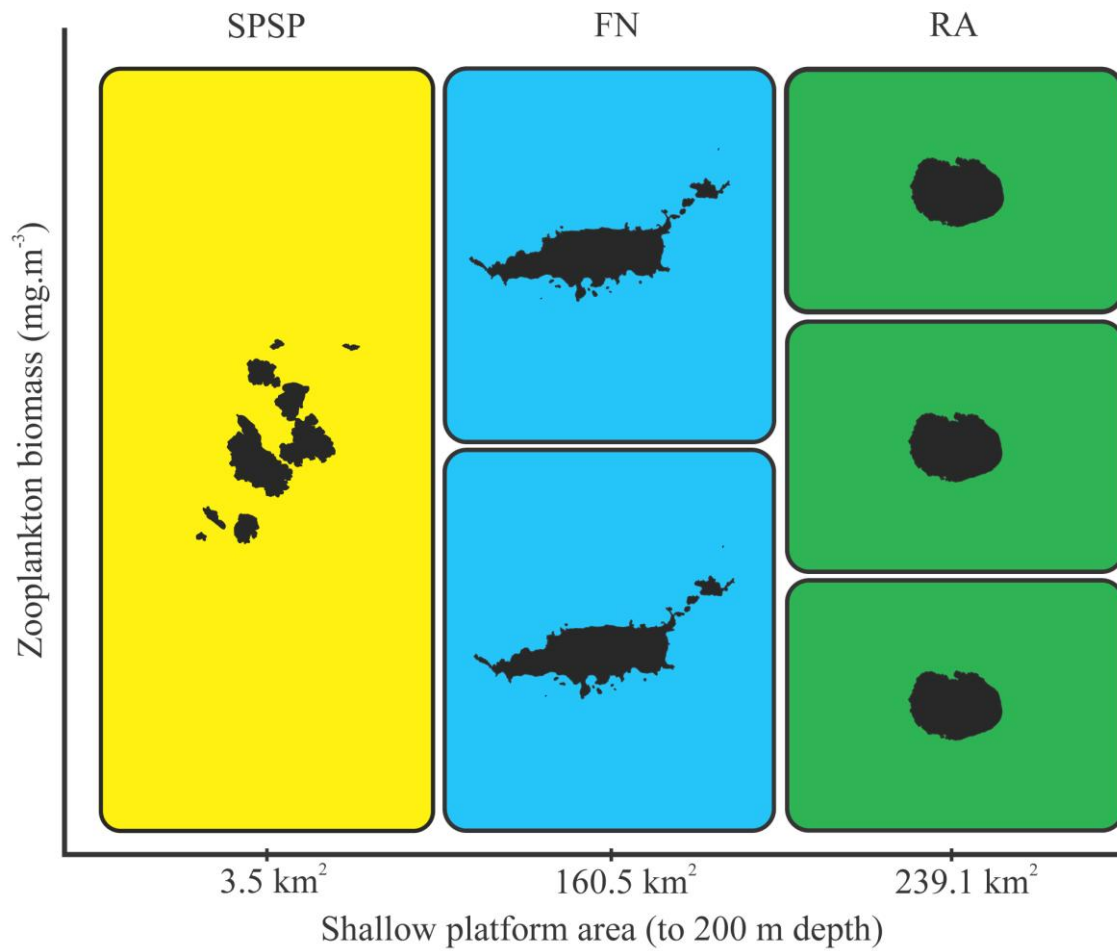 SPSP FN RA
Zooplankton biomass (mg.m⁻³)
3.5 km² 160.5 km² 239.1 km²
Shallow platform area (to 200 m depth)